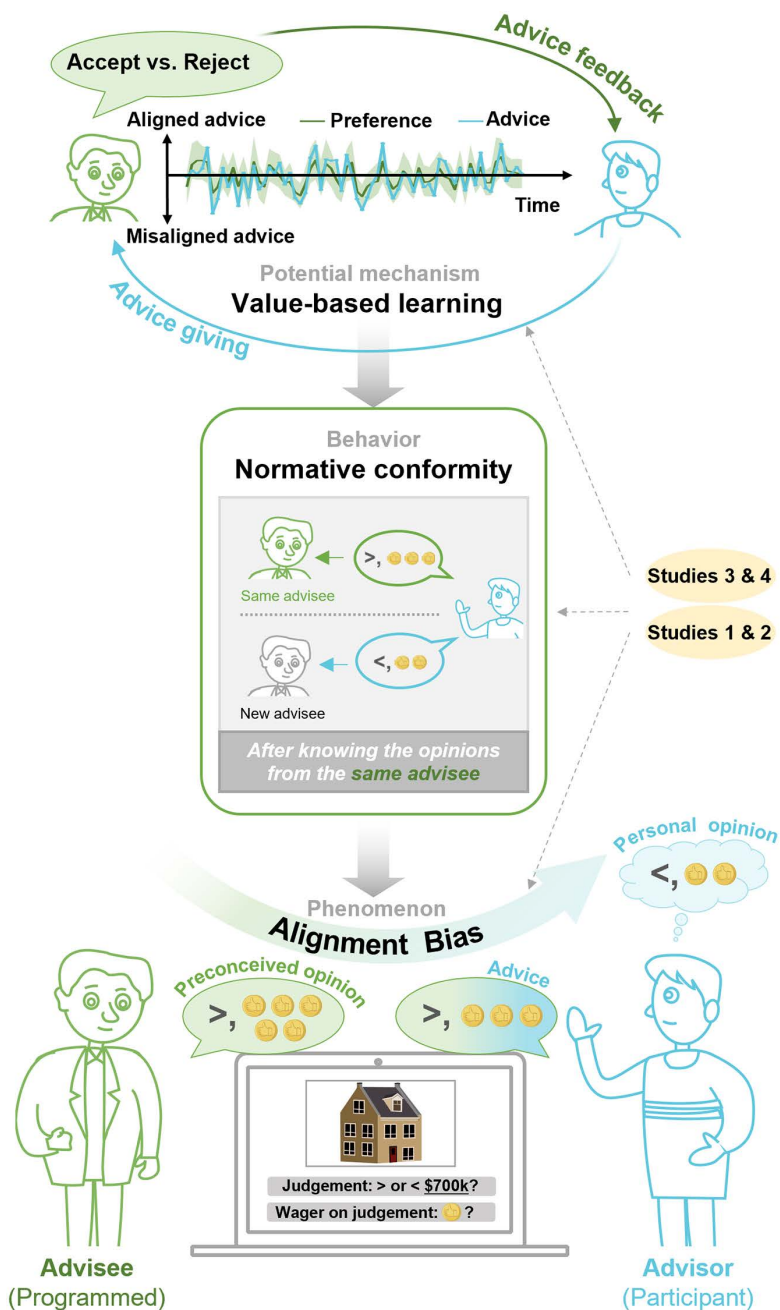 Advice feedback
Accept vs. Reject
Aligned advice
Preference
Advice
Time
Misaligned advice
Advice giving
Potential mechanism
Value-based learning
Behavior
Normative conformity
>,
Same advisee
<,
New advisee
After knowing the opinions
from the same advisee
Studies 3 & 4
Studies 1 & 2
Personal opinion
<,
Phenomenon
Alignment Bias
Preconceived opinion
>,
Advice
>,
Judgement: > or < $700k?
Wager on judgement: ?
Advisee
(Programmed)
Advisor
(Participant)